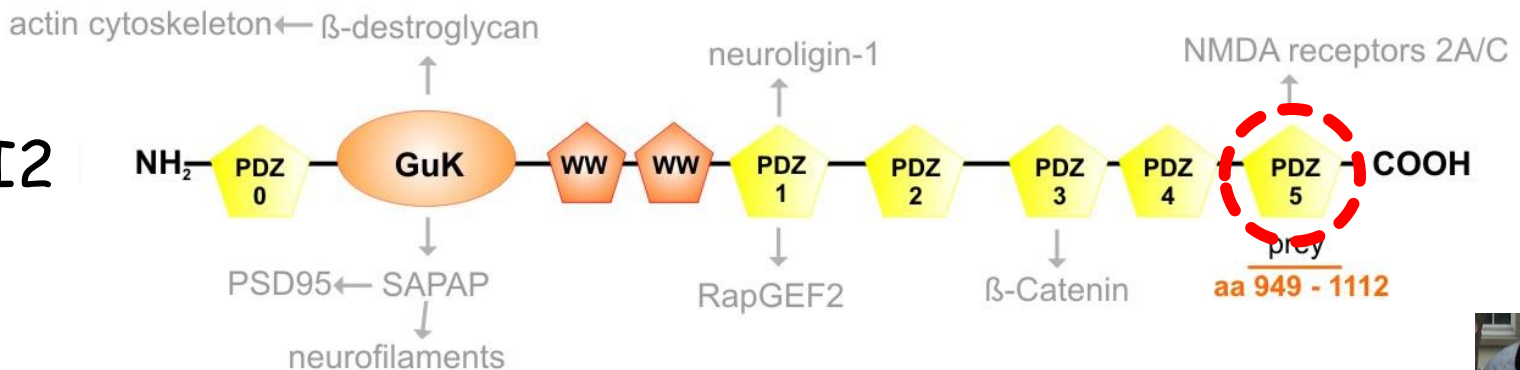 actin cytoskeleton← ß-destroglycan
neuroligin-1
NMDA receptors 2A/C
I2
NH2
PDZ 0
GuK
WW
WW
PDZ 1
PDZ 2
PDZ 3
PDZ 4
PDZ 5
COOH
prey
aa 949 - 1112
PSD95← SAPAP
RapGEF2
ß-Catenin
neurofilaments